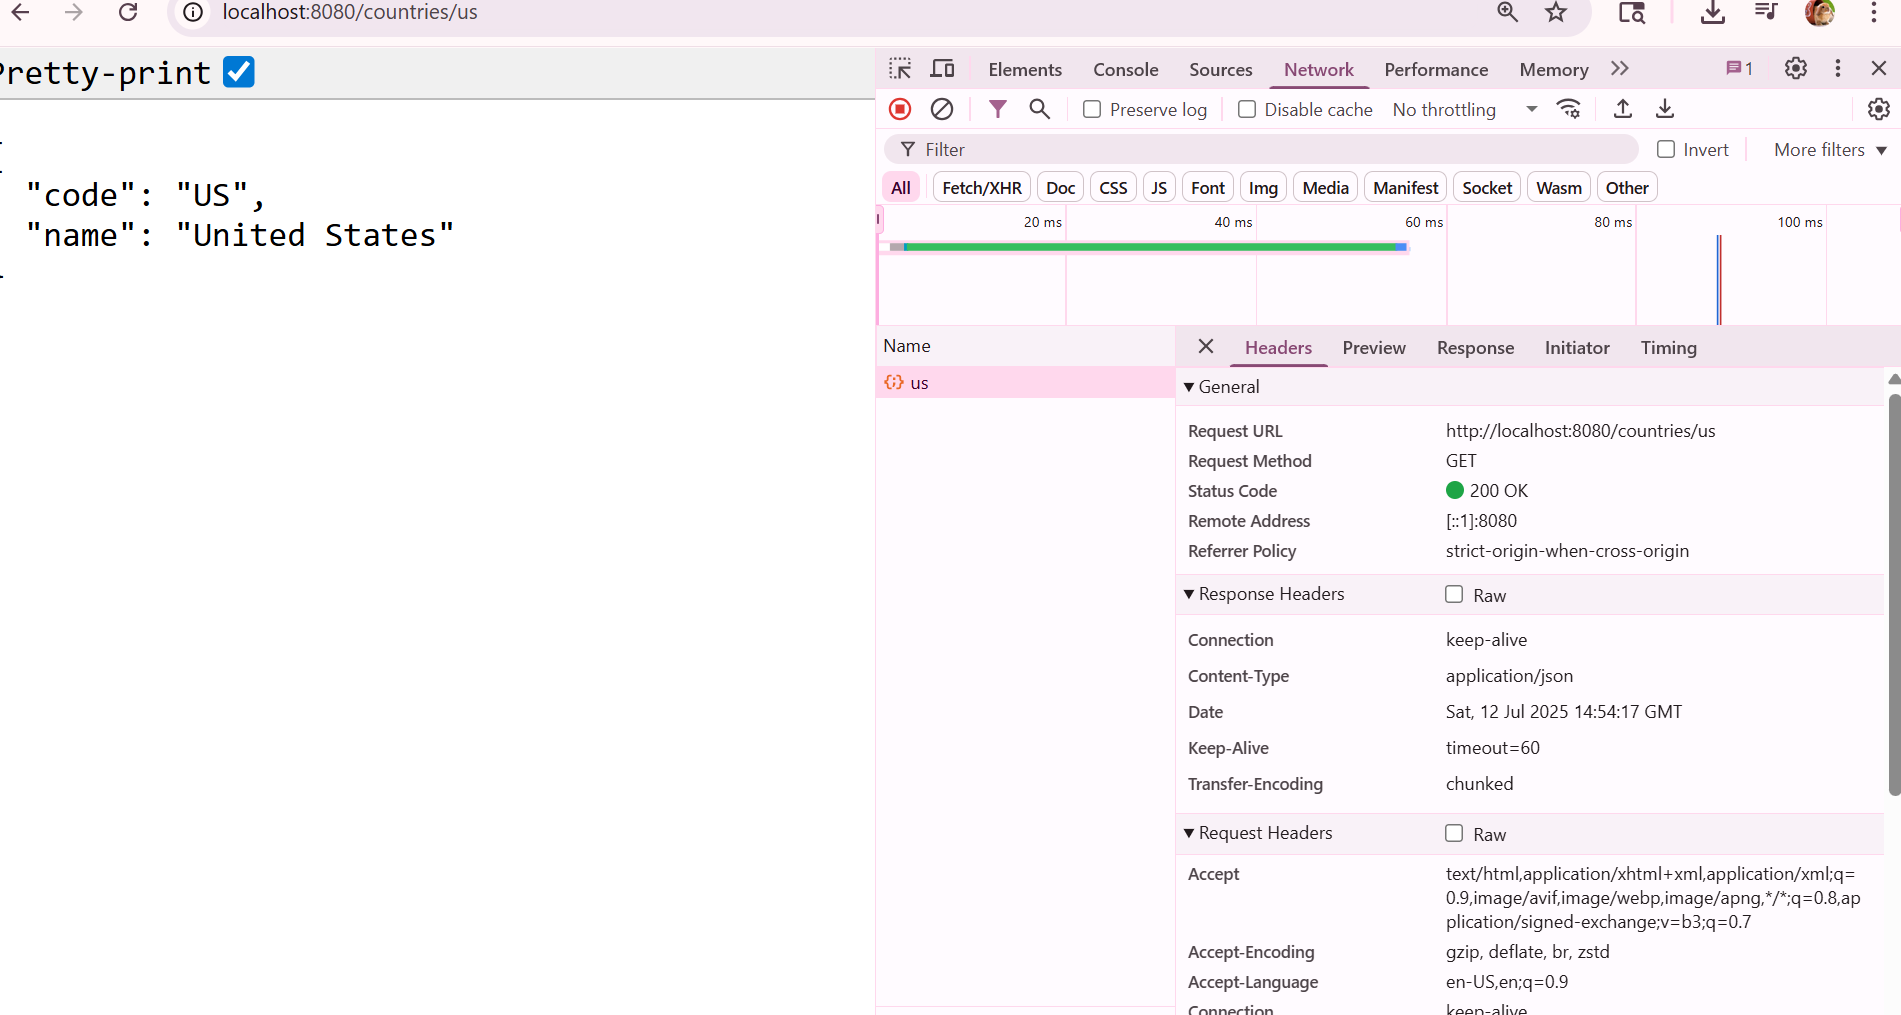 localhost:8080/countries/us
Pretty-print
"code": "US",
"name": "United States"
Elements Console Sources Network Performance Memory 1
Preserve log Disable cache No throttling
Filter Invert More filters
All Fetch/XHR Doc CSS JS Font Img Media Manifest Socket Wasm Other
20 ms 40 ms 60 ms 80 ms 100 ms
Name
us
Headers Preview Response Initiator Timing
General
Request URL http://localhost:8080/countries/us
Request Method GET
Status Code 200 OK
Remote Address [::1]:8080
Referrer Policy strict-origin-when-cross-origin
Response Headers Raw
Connection keep-alive
Content-Type application/json
Date Sat, 12 Jul 2025 14:54:17 GMT
Keep-Alive timeout=60
Transfer-Encoding chunked
Request Headers Raw
Accept text/html,application/xhtml+xml,application/xml;q=
0.9,image/avif,image/webp,image/apng,*/*;q=0.8,ap
plication/signed-exchange;v=b3;q=0.7
Accept-Encoding gzip, deflate, br, zstd
Accept-Language en-US,en;q=0.9
Connection keep-alive